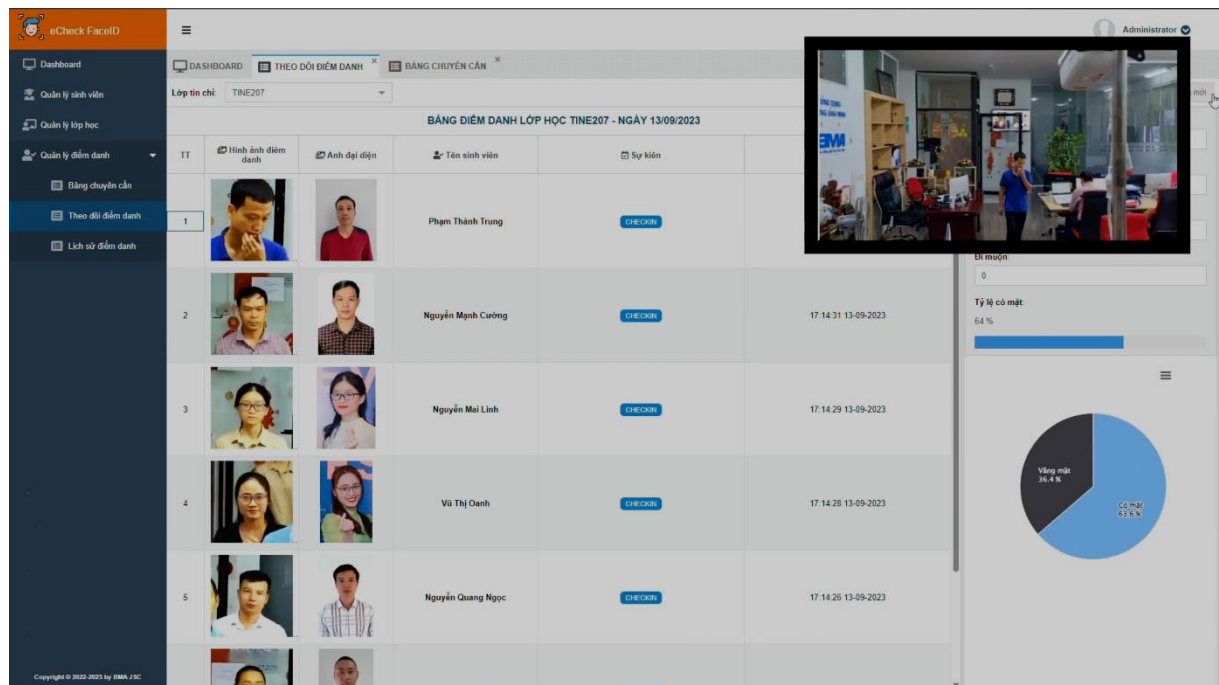 eCheck FaceID
Administrator
Dashboard
Quản lý sinh viên
Quản lý lớp học
Quản lý điểm danh
Bảng chuyên cần
Theo dõi điểm danh
Lịch sử điểm danh
Copyright © 2022-2023 by BMA JSC
DASHBOARD
THEO DÕI ĐIỂM DANH ×
BẢNG CHUYÊN CẦN ×
Lớp tín chỉ: TINE207
mới
BẢNG ĐIỂM DANH LỚP HỌC TINE207 - NGÀY 13/09/2023
TT
Hình ảnh điểm
danh
Ảnh đại diện
Tên sinh viên
Sự kiện
1
Phạm Thành Trung
CHECKIN
2
Nguyễn Mạnh Cường
CHECKIN
17:14:31 13-09-2023
3
Nguyễn Mai Linh
CHECKIN
17:14:29 13-09-2023
4
Vũ Thị Oanh
CHECKIN
17:14:28 13-09-2023
5
Nguyễn Quang Ngọc
CHECKIN
17:14:26 13-09-2023
BMA
Đi muộn:
0
Tỷ lệ có mặt:
64 %
Vắng mặt
36.4 %
Có mặt
63.6 %